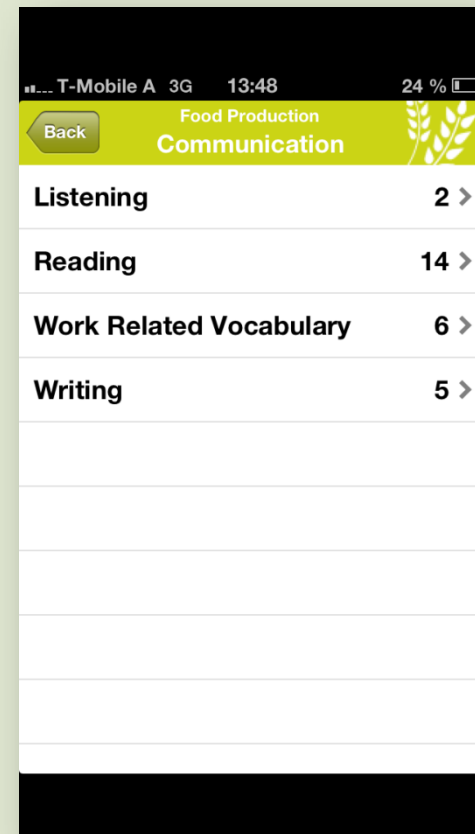 T-Mobile A 3G 13:48 24 %
Food Production
Back
Communication
Listening 2
Reading 14
Work Related Vocabulary 6
Writing 5